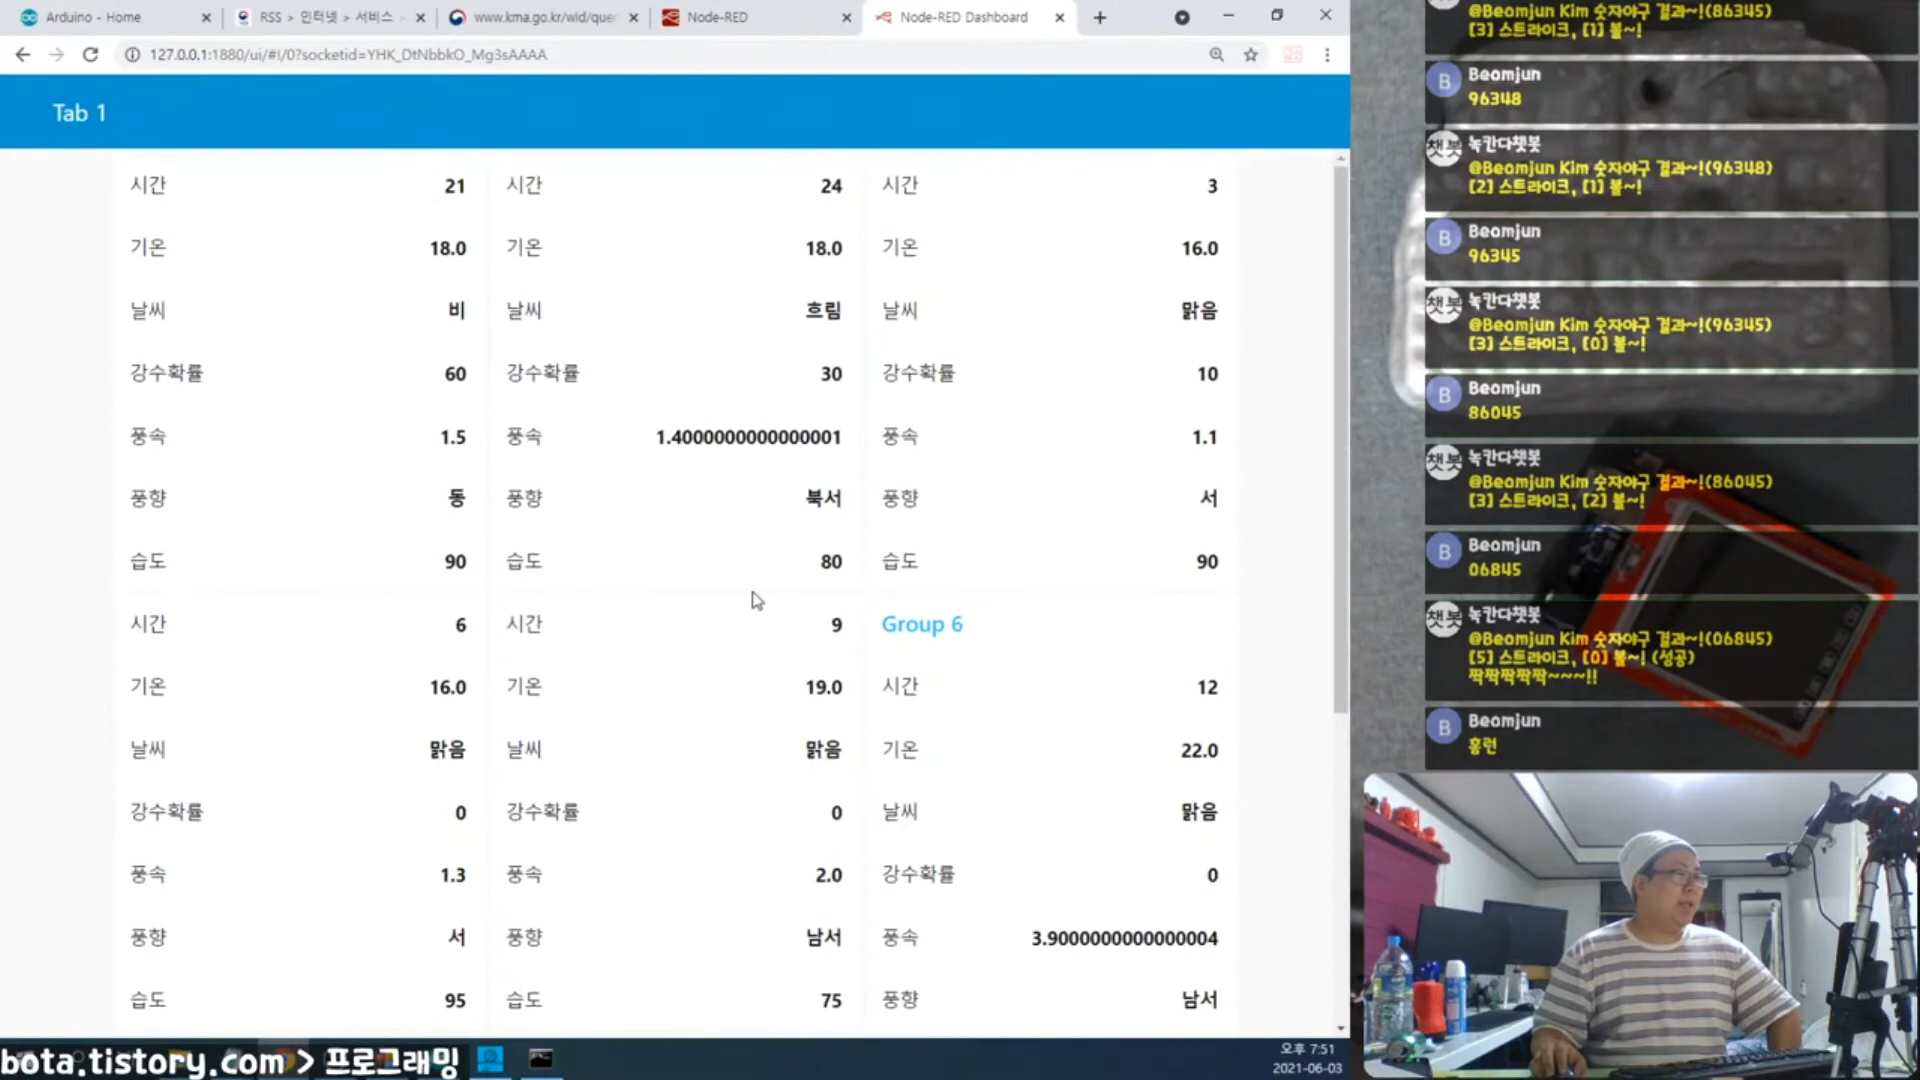 Arduino - Home
RSS > 인터넷 > 서비스
www.kma.go.kr/wid/quer
Node-RED
Node-RED Dashboard
127.0.0.1:1880/ui/#!/0?socketid=YHK_DtNbbkO_Mg3sAAAA
Tab 1
시간 21
기온 18.0
날씨 비
강수확률 60
풍속 1.5
풍향 동
습도 90
시간 24
기온 18.0
날씨 흐림
강수확률 30
풍속 1.4000000000000001
풍향 북서
습도 80
시간 3
기온 16.0
날씨 맑음
강수확률 10
풍속 1.1
풍향 서
습도 90
시간 6
기온 16.0
날씨 맑음
강수확률 0
풍속 1.3
풍향 서
습도 95
시간 9
기온 19.0
날씨 맑음
강수확률 0
풍속 2.0
풍향 남서
습도 75
Group 6
시간 12
기온 22.0
날씨 맑음
강수확률 0
풍속 3.9000000000000004
풍향 남서
bota.tistory.com > 프로그래밍
오후 7:51
2021-06-03
@Beomjun Kim 숫자야구 결과~!(86345)
[3] 스트라이크, [1] 볼~!
B Beomjun
96348
챗봇 녹칸다챗봇
@Beomjun Kim 숫자야구 결과~!(96348)
[2] 스트라이크, [1] 볼~!
B Beomjun
96345
챗봇 녹칸다챗봇
@Beomjun Kim 숫자야구 결과~!(96345)
[3] 스트라이크, [0] 볼~!
B Beomjun
86045
챗봇 녹칸다챗봇
@Beomjun Kim 숫자야구 결과~!(86045)
[3] 스트라이크, [2] 볼~!
B Beomjun
06845
챗봇 녹칸다챗봇
@Beomjun Kim 숫자야구 결과~!(06845)
[5] 스트라이크, [0] 볼~! (성공)
짝짝짝짝짝~~~!!
B Beomjun
홈런